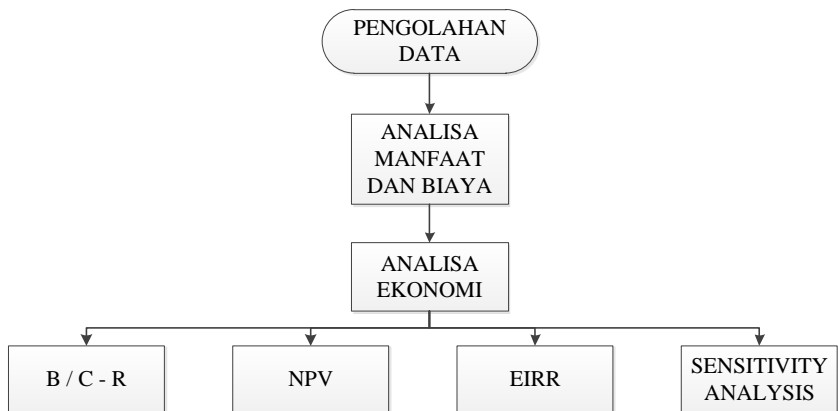 PENGOLAHAN
DATA
ANALISA
MANFAAT
DAN BIAYA
ANALISA
EKONOMI
B / C - R
NPV
EIRR
SENSITIVITY
ANALYSIS